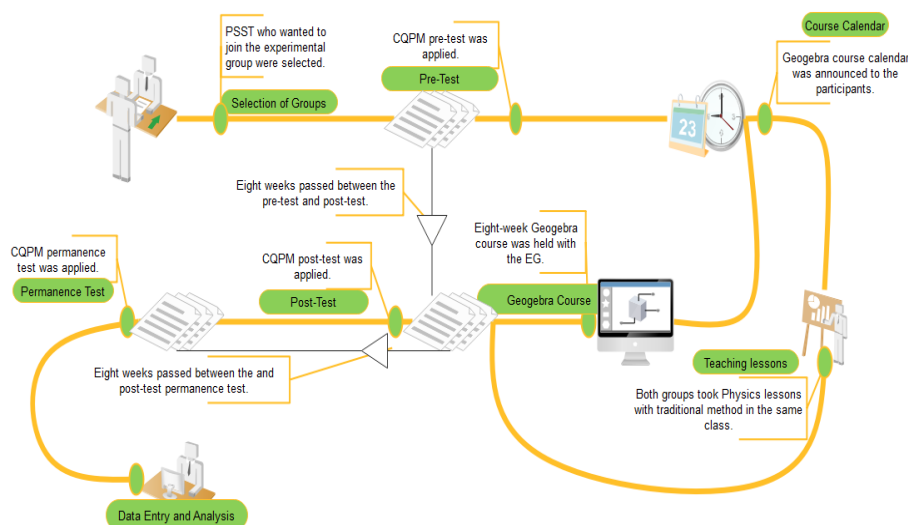 PSST who wanted to
join the experimental
group were selected.
Selection of Groups
CQPM pre-test was
applied.
Pre-Test
23
Course Calendar
Geogebra course calendar
was announced to the
participants.
Eight weeks passed between the
pre-test and post-test.
CQPM permanence
test was applied.
Permanence Test
CQPM post-test was
applied.
Post-Test
Eight-week Geogebra
course was held with
the EG.
Geogebra Course
Teaching lessons
Both groups took Physics lessons
with traditional method in the same
class.
Eight weeks passed between the and
post-test permanence test.
Data Entry and Analysis